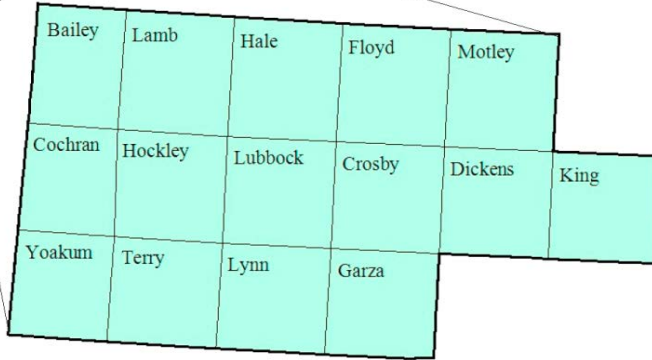 Bailey
Lamb
Hale
Floyd
Motley
Cochran
Hockley
Lubbock
Crosby
Dickens
King
Yoakum
Terry
Lynn
Garza